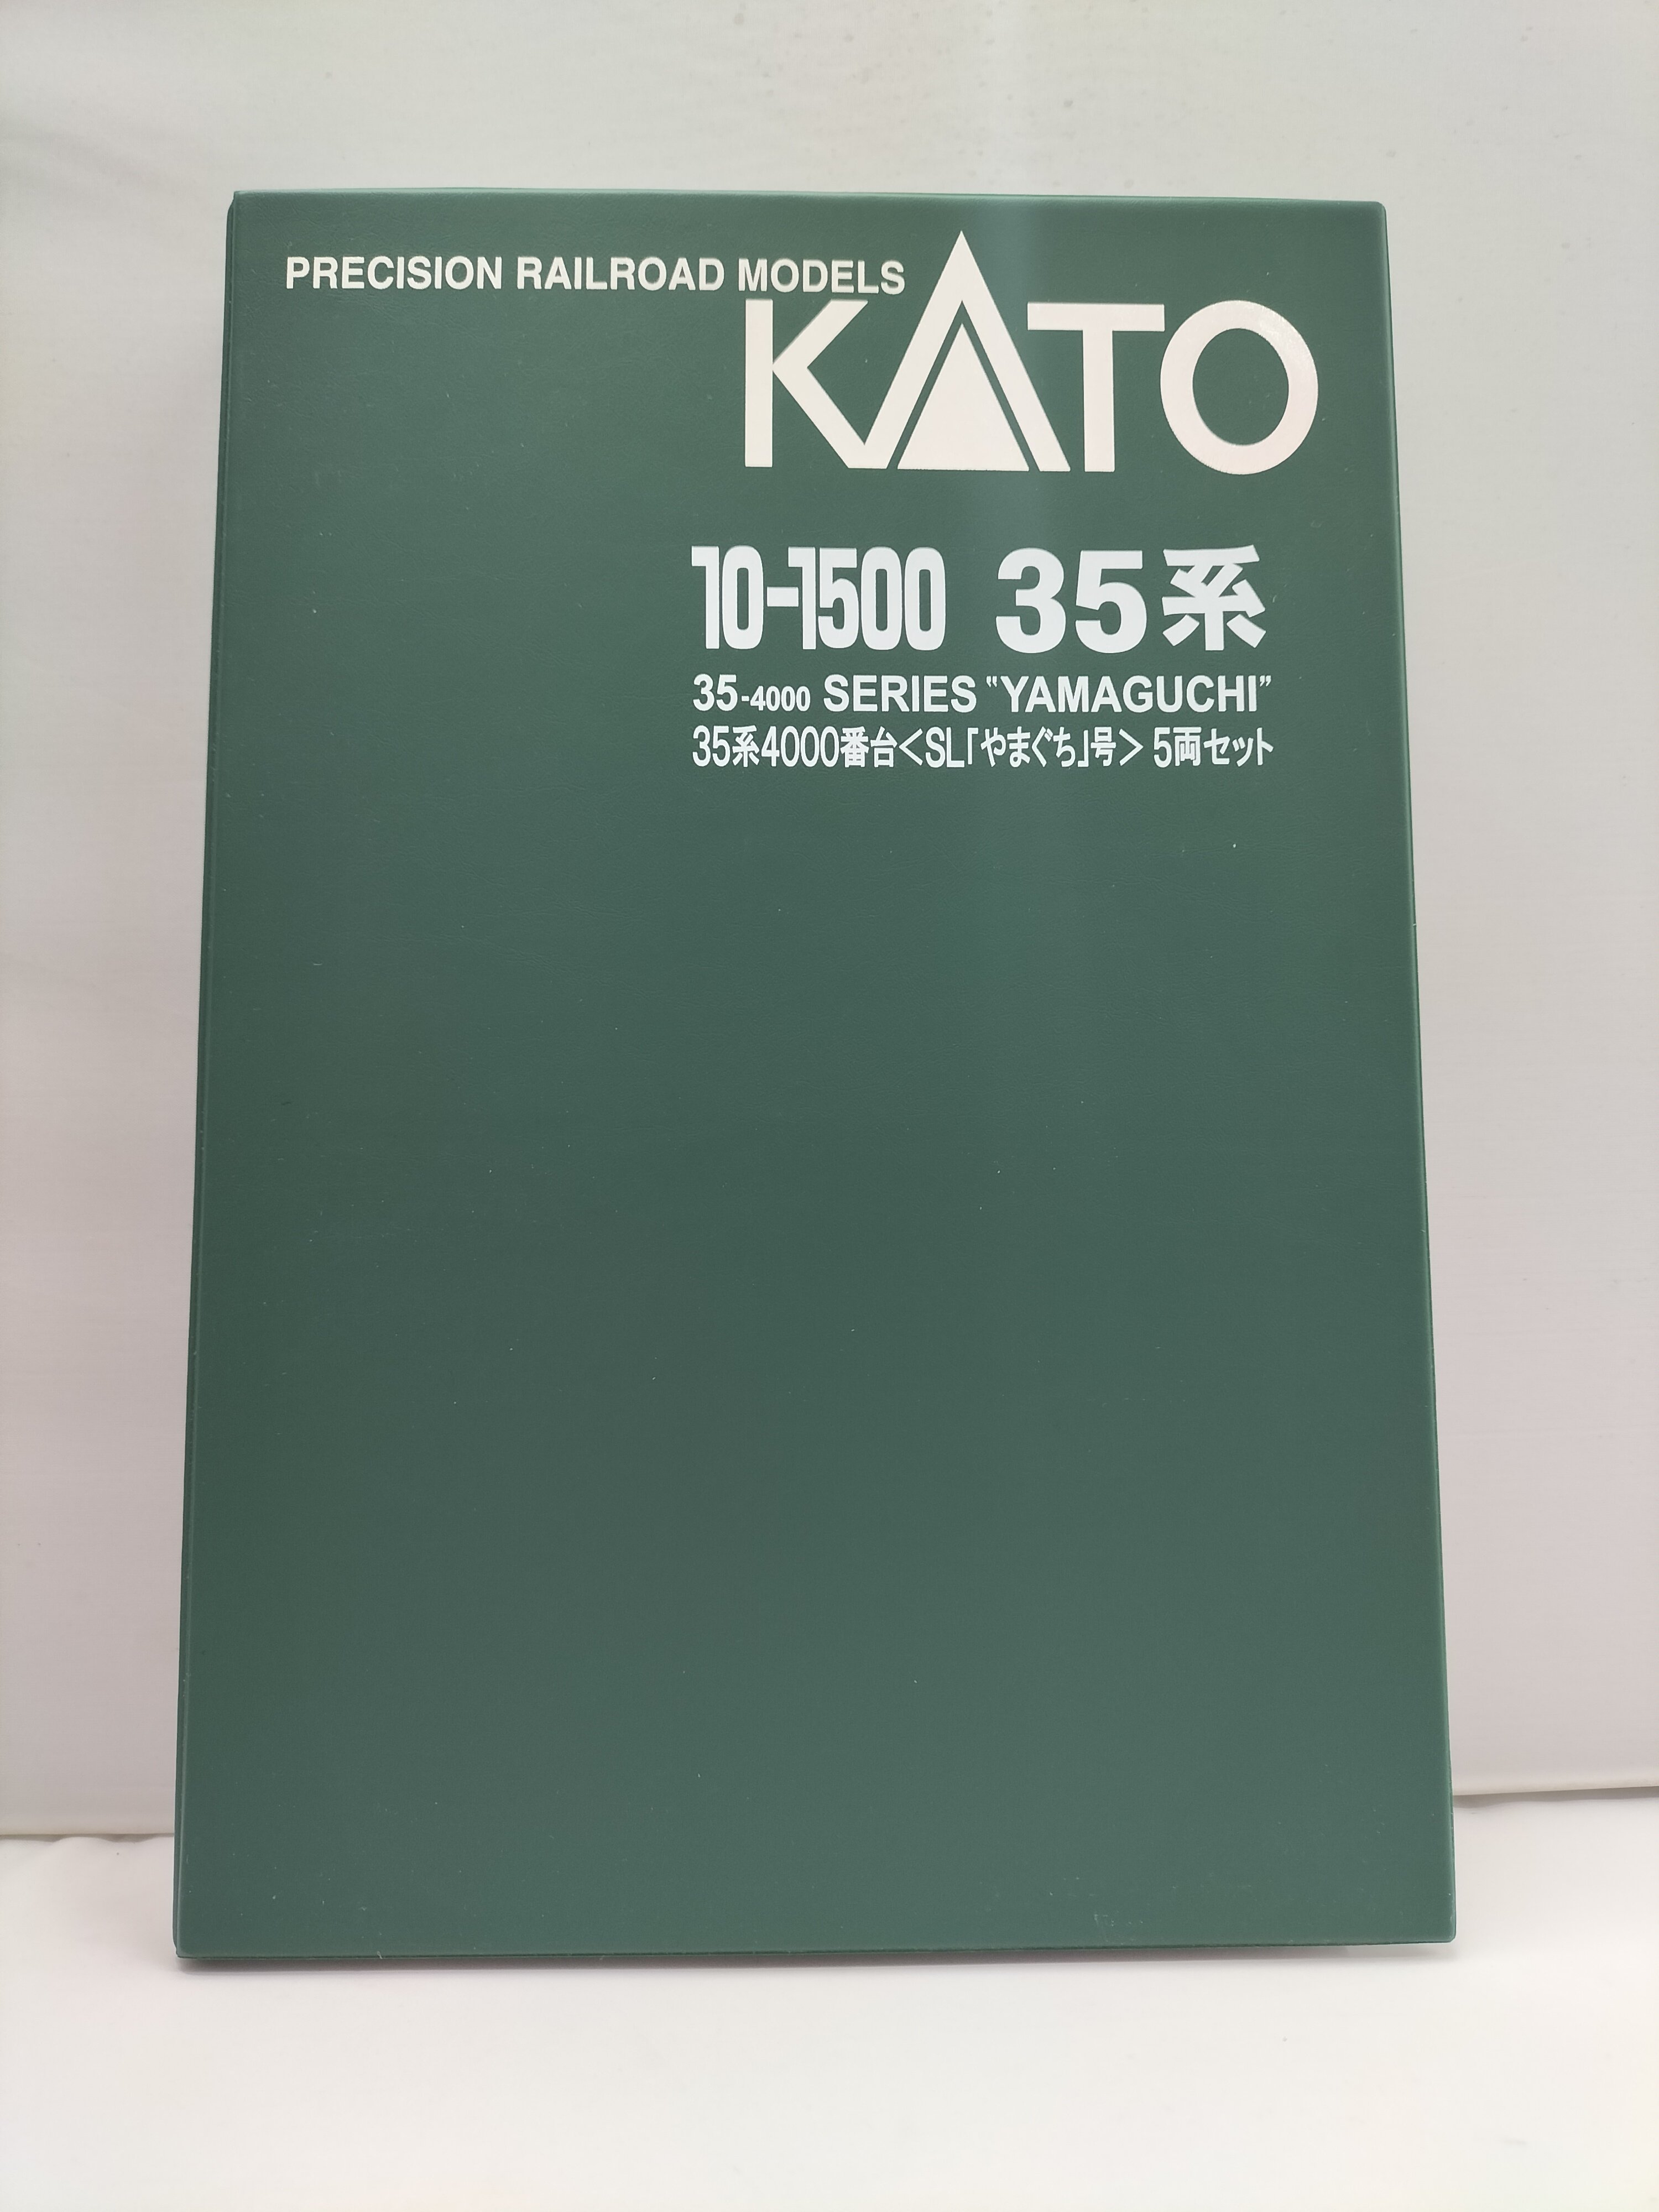 PRECISION RAILROAD MODELS
KATO
10-1500 35系
35-4000 SERIES "YAMAGUCHI"
35系4000番台<SL「やまぐち」号> 5両セット